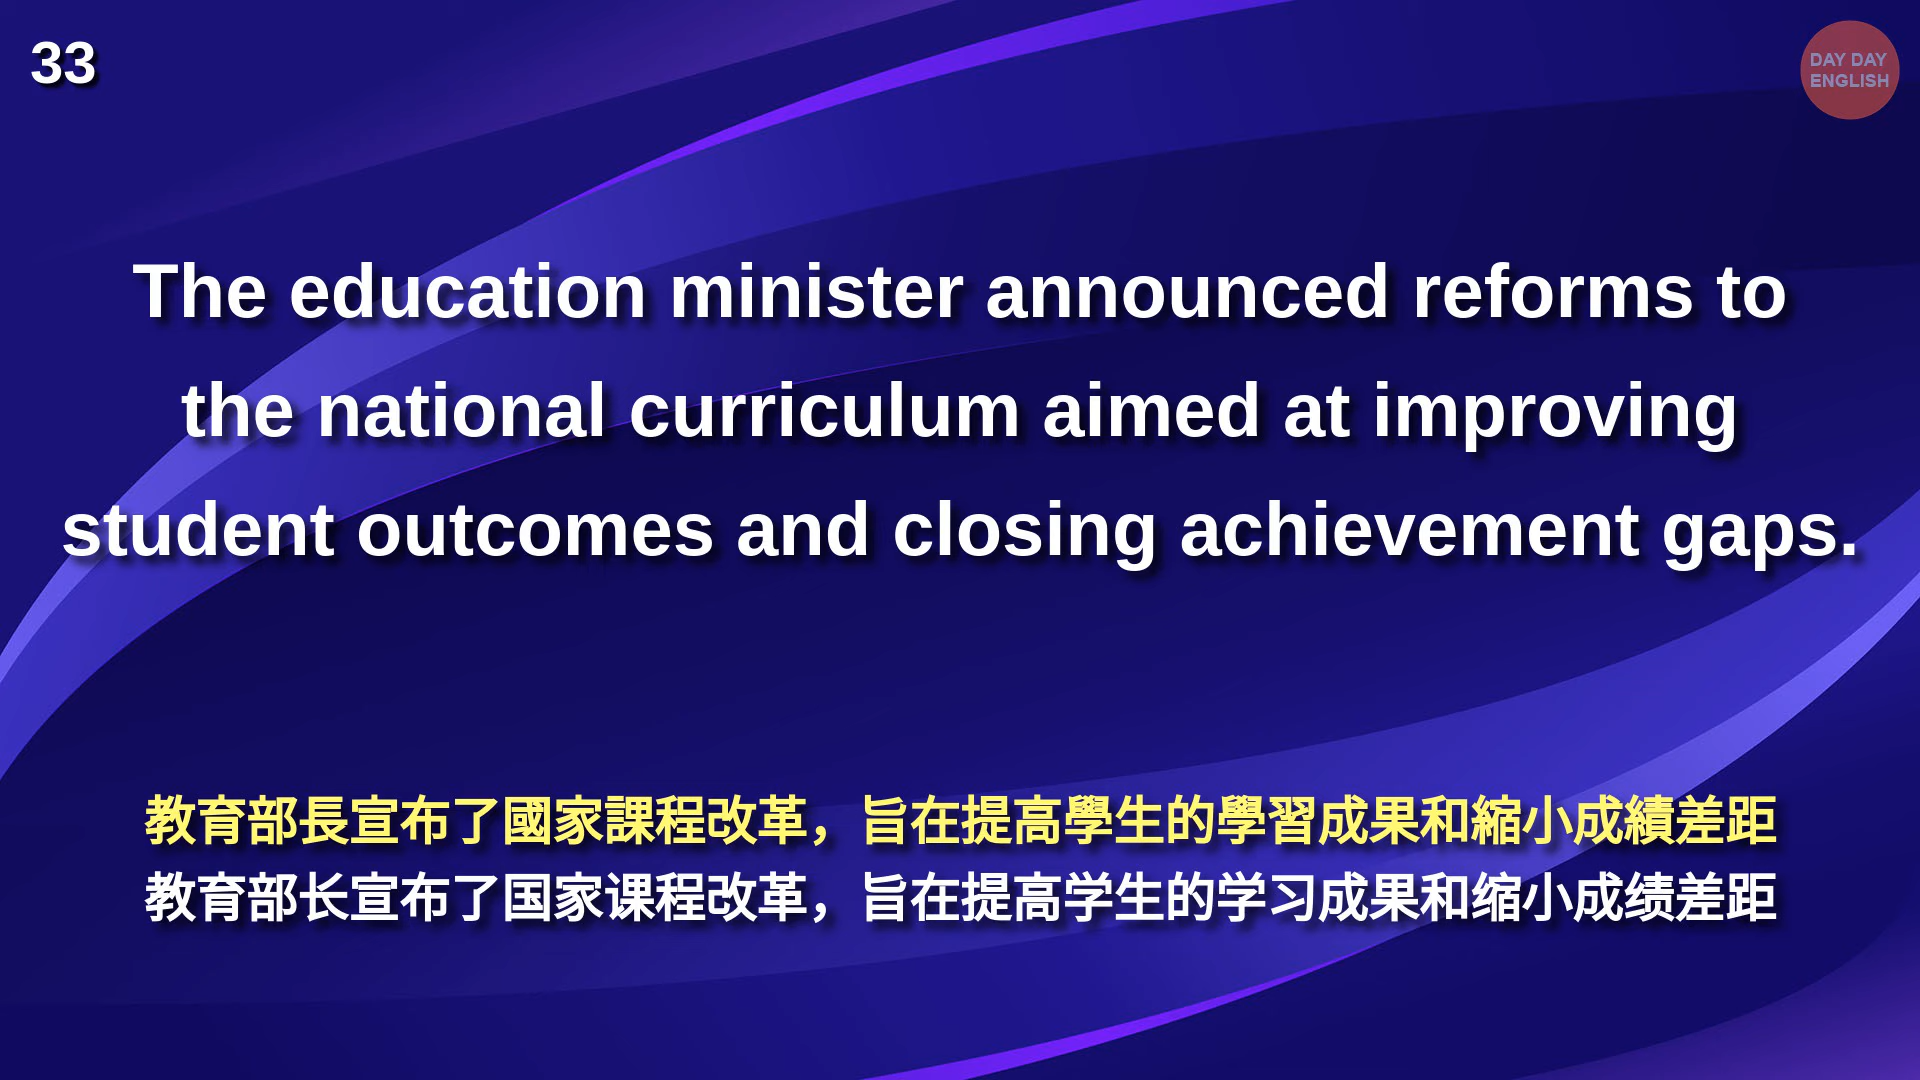 33
DAY DAY
ENGLISH
The education minister announced reforms to
the national curriculum aimed at improving
student outcomes and closing achievement gaps.
教育部長宣布了國家課程改革，旨在提高學生的學習成果和縮小成績差距
教育部长宣布了国家课程改革，旨在提高学生的学习成果和缩小成绩差距